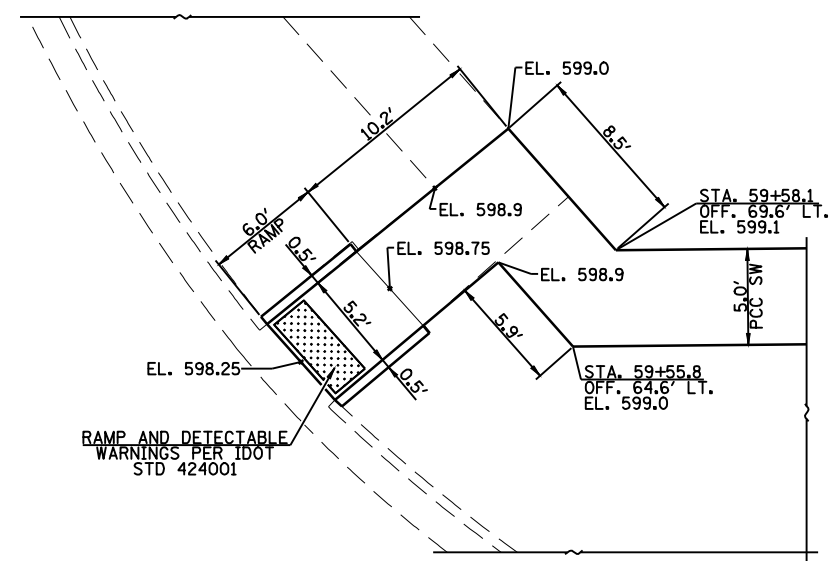 EL. 599.0
10.2'
8.5'
STA. 59+58.1
OFF. 69.6' LT.
EL. 599.1
6.0'
RAMP
EL. 598.9
0.5'
EL. 598.75
EL. 598.9
5.0'
PCC SW
5.2'
5.9'
EL. 598.25
0.5'
STA. 59+55.8
OFF. 64.6' LT.
EL. 599.0
RAMP AND DETECTABLE
WARNINGS PER IDOT
STD 424001